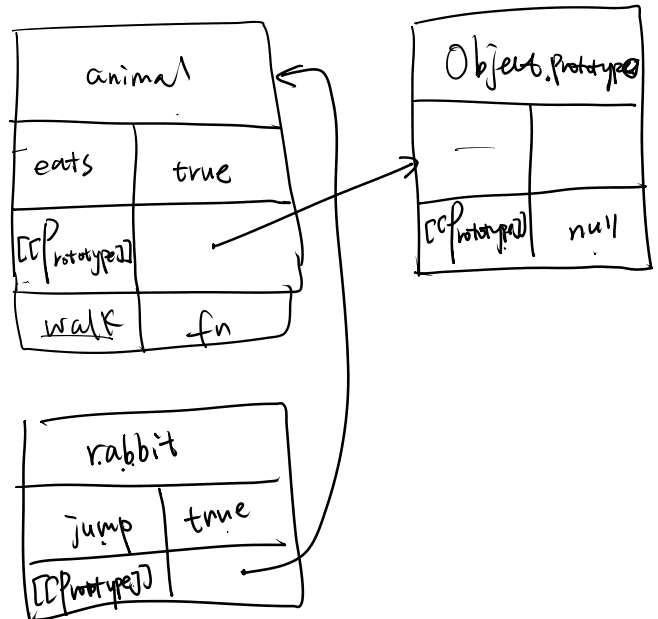 animal
eats true
[[Prototype]]
walk fn
Object.prototype
—
[[Prototype]] null
rabbit
jump true
[[Prototype]]